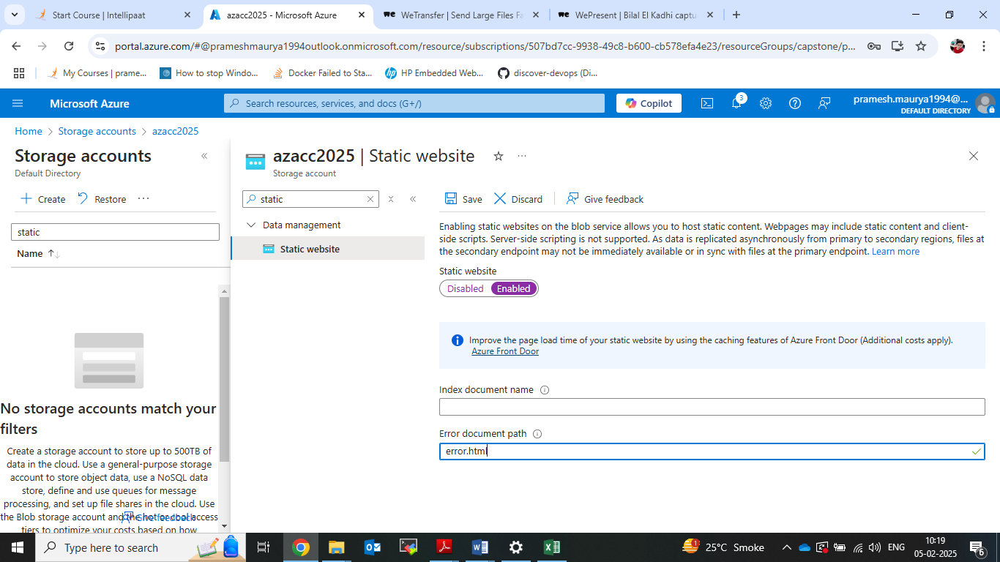 Start Course | Intellipaat
azacc2025 - Microsoft Azure
WeTransfer | Send Large Files Fa
WePresent | Bilal El Kadhi captu
portal.azure.com/#@prameshmaurya1994outlook.onmicrosoft.com/resource/subscriptions/507bd7cc-9938-49c8-b600-cb578efa4e23/resourceGroups/capstone/p...
My Courses | prame...
How to stop Windo...
Docker Failed to Sta...
HP Embedded Web...
discover-devops (Di...
Microsoft Azure
Search resources, services, and docs (G+/)
Copilot
3
pramesh.maurya1994@...
DEFAULT DIRECTORY
Home > Storage accounts > azacc2025
Storage accounts
Default Directory
Create
Restore
static
Name
No storage accounts match your
filters
Create a storage account to store up to 500TB of
data in the cloud. Use a general-purpose storage
account to store object data, use a NoSQL data
store, define and use queues for message
processing, and set up file shares in the cloud. Use
the Blob storage account and the hot or cool access
tiers to optimize your costs based on how
Give feedback
azacc2025 | Static website
Storage account
static
Data management
Static website
Save
Discard
Give feedback
Enabling static websites on the blob service allows you to host static content. Webpages may include static content and client-
side scripts. Server-side scripting is not supported. As data is replicated asynchronously from primary to secondary regions, files at
the secondary endpoint may not be immediately available or in sync with files at the primary endpoint. Learn more
Static website
Disabled
Enabled
Improve the page load time of your static website by using the caching features of Azure Front Door (Additional costs apply).
Azure Front Door
Index document name
Error document path
error.html
Type here to search
25°C Smoke
ENG
10:19
05-02-2025
6